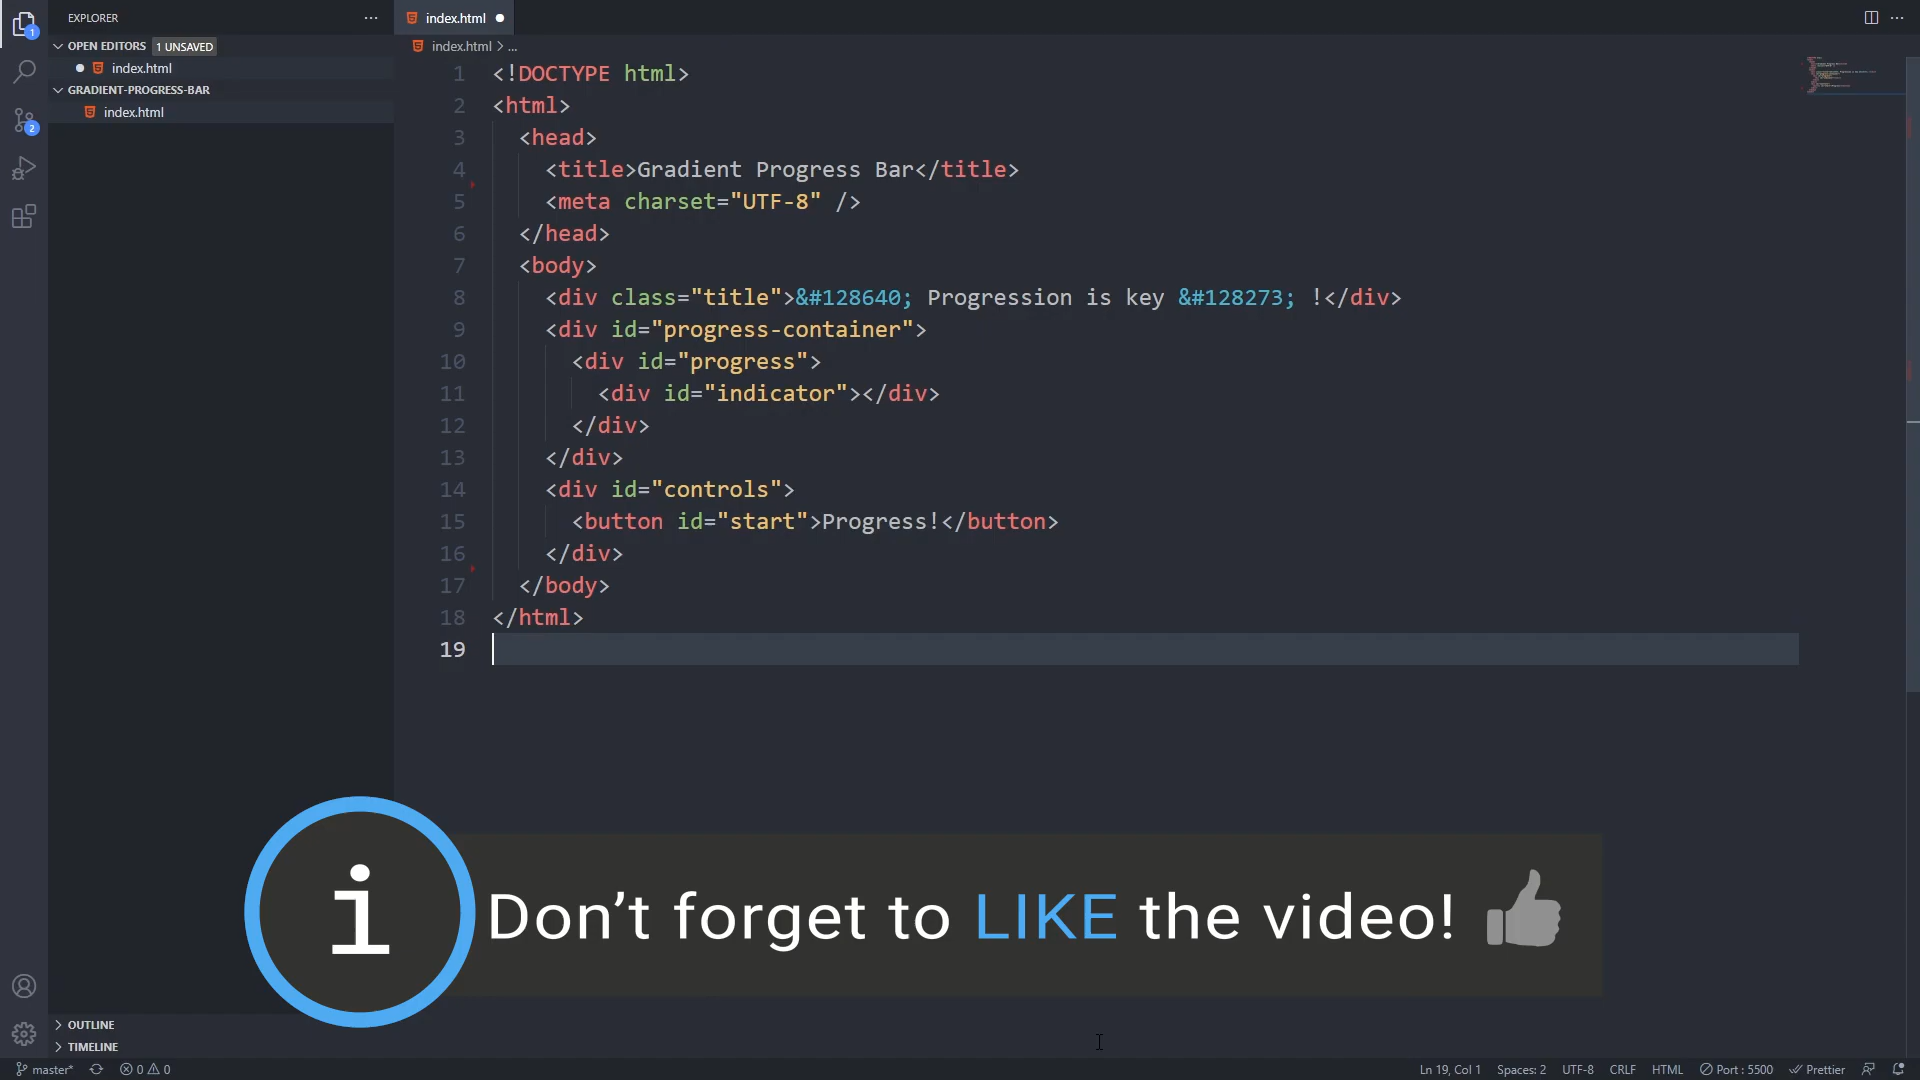 EXPLORER
···
index.html
OPEN EDITORS 1 UNSAVED
index.html
GRADIENT-PROGRESS-BAR
index.html
1
2
index.html > ...
1 <!DOCTYPE html>
2 <html>
3 <head>
4 <title>Gradient Progress Bar</title>
5 <meta charset="UTF-8" />
6 </head>
7 <body>
8 <div class="title">&#128640; Progression is key &#128273; !</div>
9 <div id="progress-container">
10 <div id="progress">
11 <div id="indicator"></div>
12 </div>
13 </div>
14 <div id="controls">
15 <button id="start">Progress!</button>
16 </div>
17 </body>
18 </html>
19
i
Don't forget to LIKE the video!
OUTLINE
TIMELINE
master* 0 0 Ln 19, Col 1 Spaces: 2 UTF-8 CRLF HTML Port : 5500 Prettier